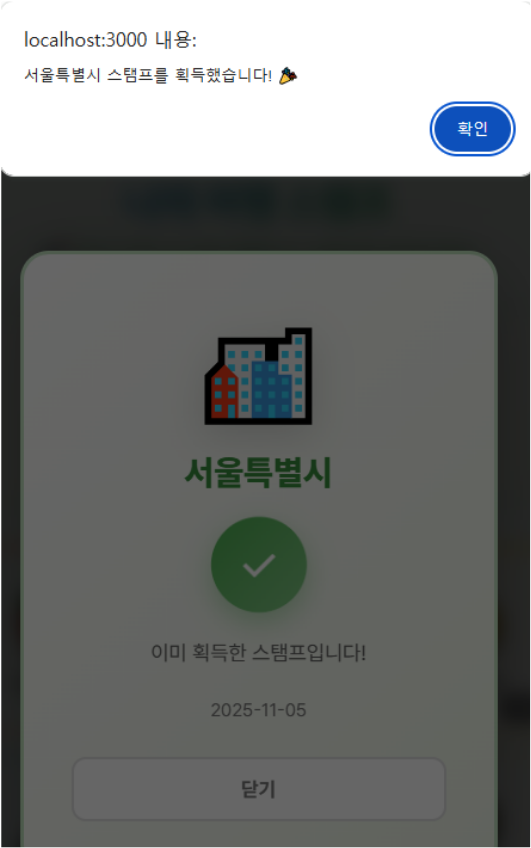 localhost:3000 내용:
서울특별시 스탬프를 획득했습니다! 🎉
서울특별시
이미 획득한 스탬프입니다!
2025-11-05
확인
닫기